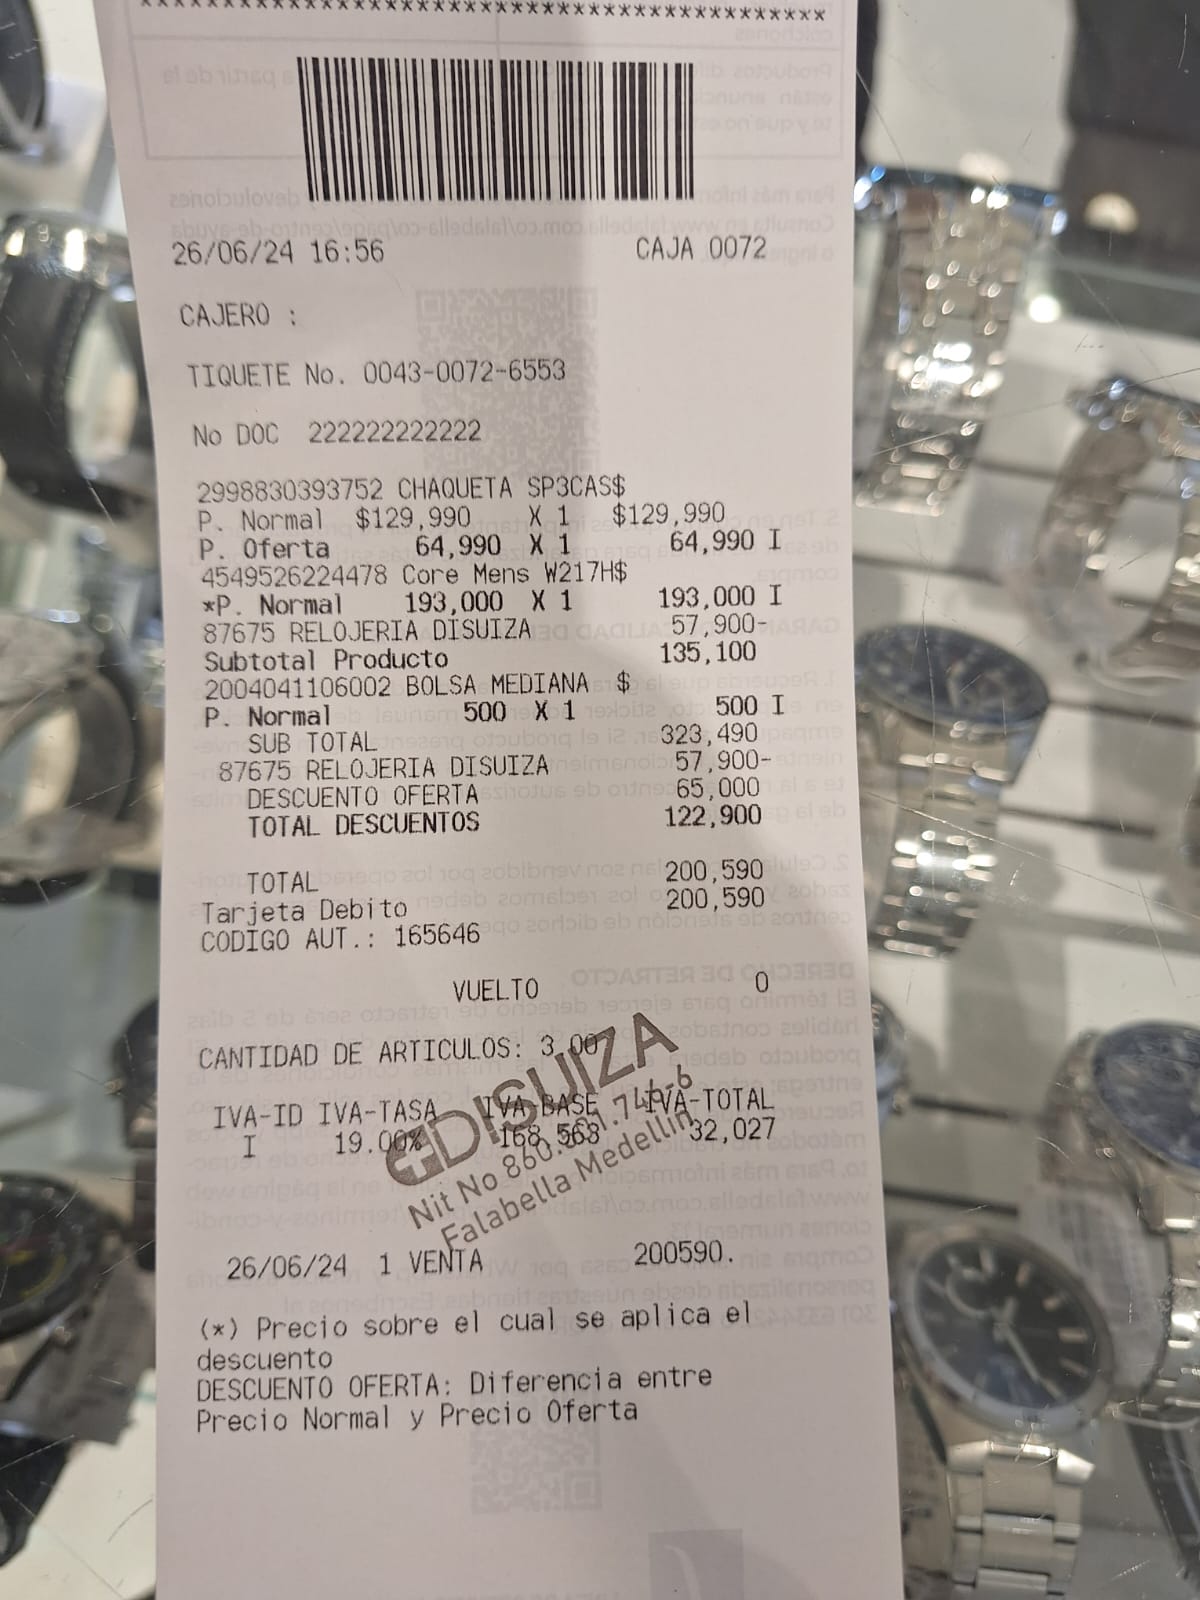 ******************************************
26/06/24 16:56 CAJA 0072
CAJERO :
TIQUETE No. 0043-0072-6553
No DOC 222222222222
2998830393752 CHAQUETA SP3CAS$
P. Normal $129,990 X 1 $129,990
P. Oferta 64,990 X 1 64,990 I
4549526224478 Core Mens W217H$
*P. Normal 193,000 X 1 193,000 I
87675 RELOJERIA DISUIZA 57,900-
Subtotal Producto 135,100
2004041106002 BOLSA MEDIANA $
P. Normal 500 X 1 500 I
SUB TOTAL 323,490
87675 RELOJERIA DISUIZA 57,900-
DESCUENTO OFERTA 65,000
TOTAL DESCUENTOS 122,900
TOTAL 200,590
Tarjeta Debito 200,590
CODIGO AUT.: 165646
VUELTO 0
CANTIDAD DE ARTICULOS: 3.00
IVA-ID IVA-TASA IVA-BASE IVA-TOTAL
I 19.00% 168,563 32,027
DISUIZA
Nit No
Falabella Medellin
26/06/24 1 VENTA 200590.
(*) Precio sobre el cual se aplica el
descuento
DESCUENTO OFERTA: Diferencia entre
Precio Normal y Precio Oferta